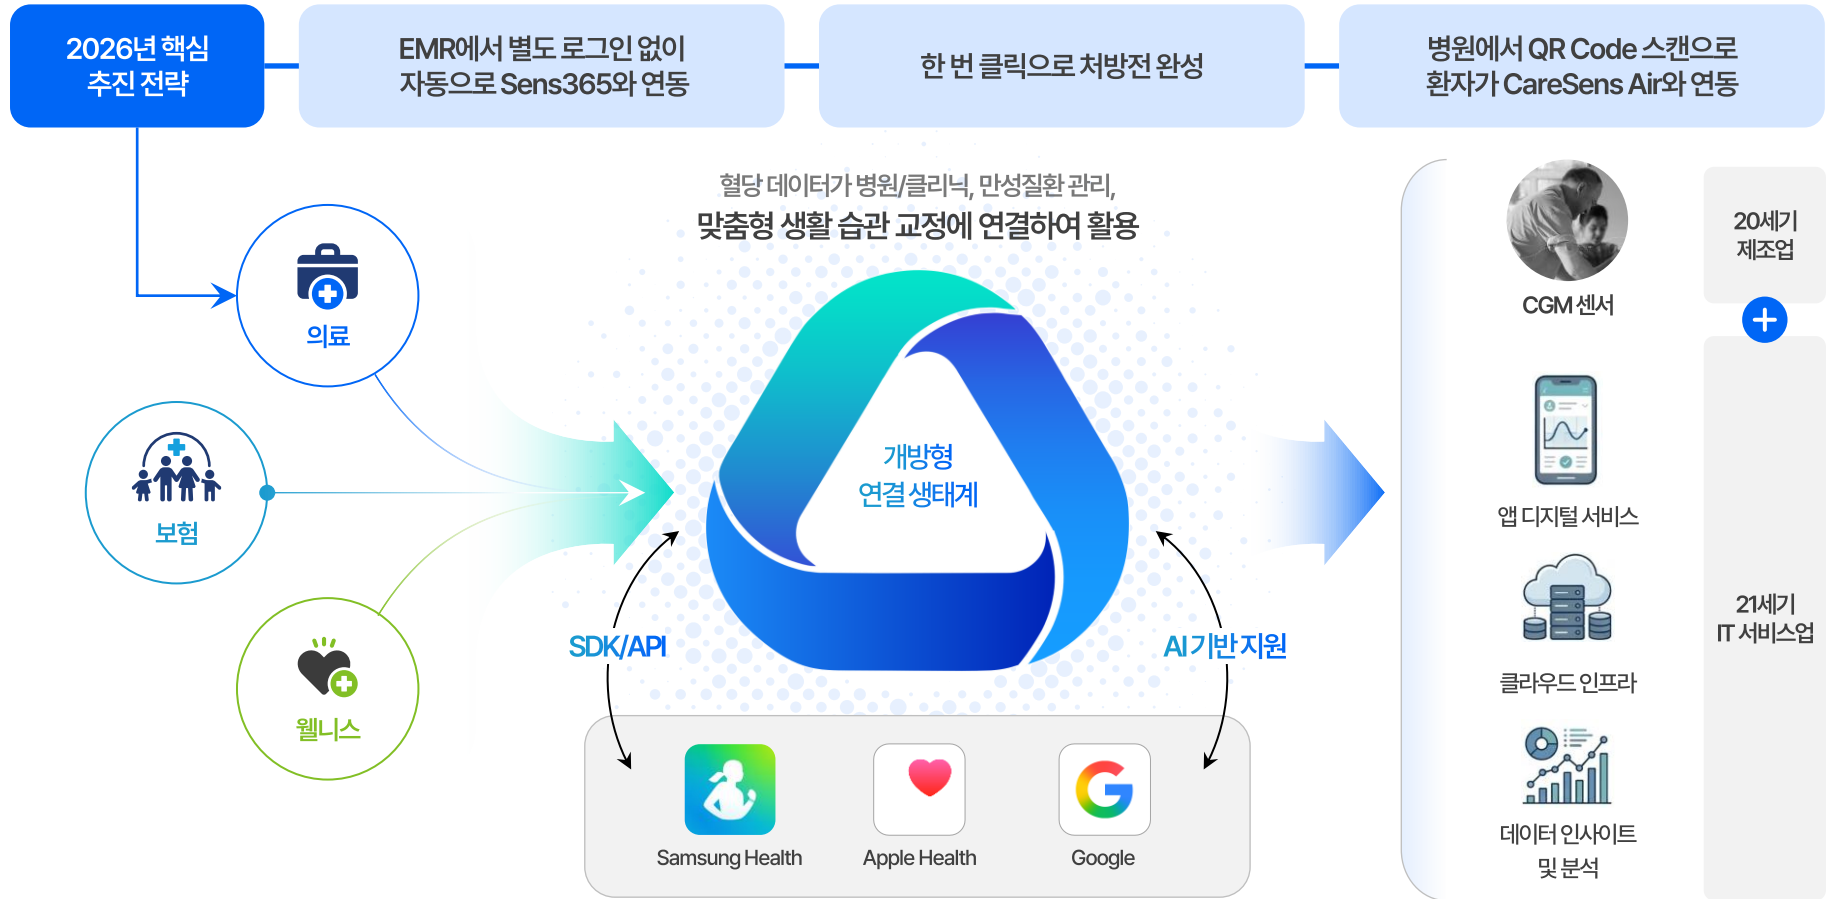 2026년 핵심
추진 전략
EMR에서 별도 로그인 없이
자동으로 Sens365와 연동
한 번 클릭으로 처방전 완성
병원에서 QR Code 스캔으로
환자가 CareSens Air와 연동
혈당 데이터가 병원/클리닉, 만성질환 관리,
맞춤형 생활 습관 교정에 연결하여 활용
의료
보험
웰니스
개방형
연결 생태계
SDK/API
AI 기반 지원
Samsung Health
Apple Health
Google
CGM 센서
앱 디지털 서비스
클라우드 인프라
데이터 인사이트
및 분석
20세기
제조업
21세기
IT 서비스업